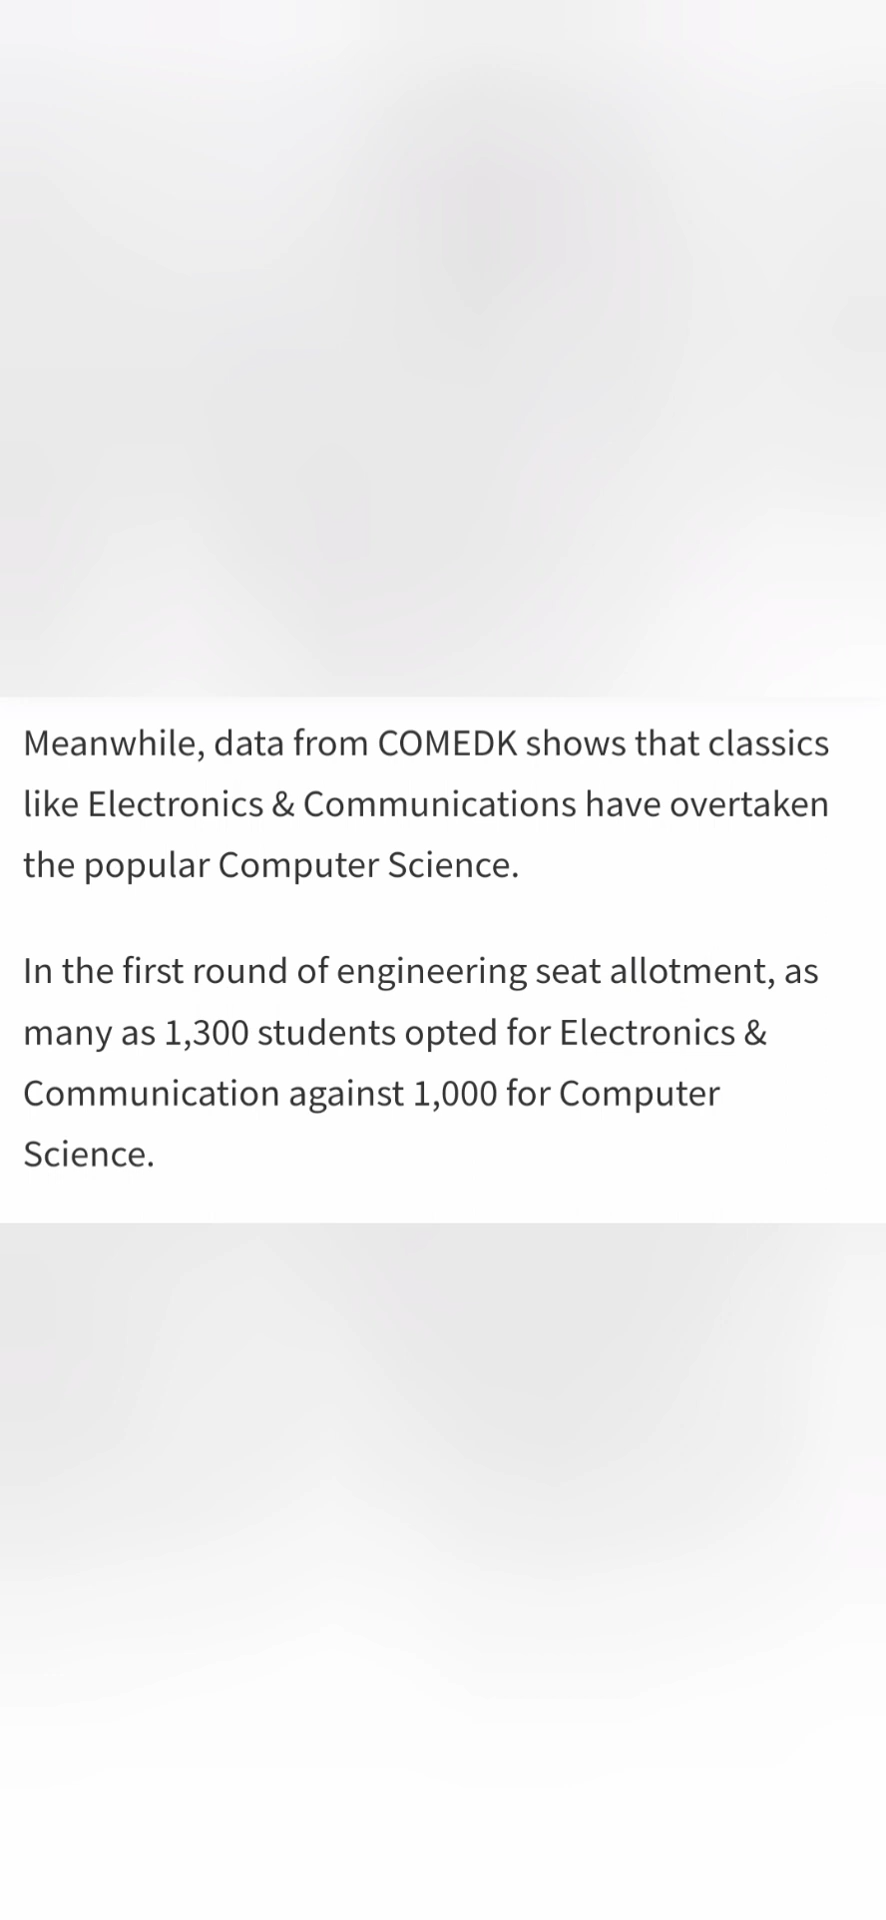 Meanwhile, data from COMEDK shows that classics
like Electronics & Communications have overtaken
the popular Computer Science.
In the first round of engineering seat allotment, as
many as 1,300 students opted for Electronics &
Communication against 1,000 for Computer
Science.